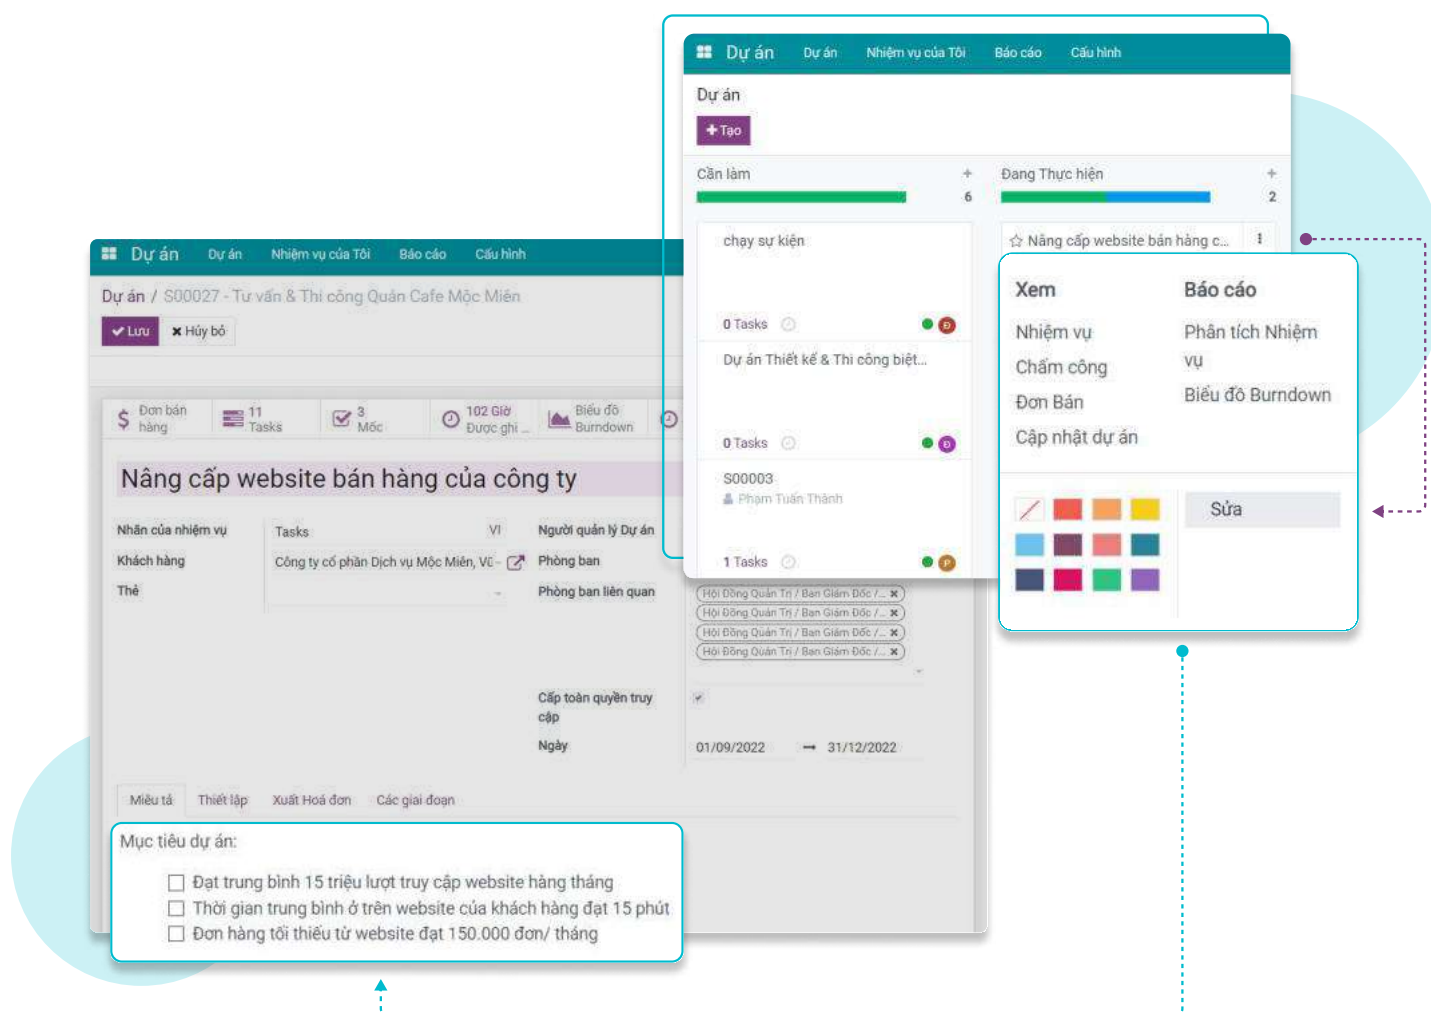 Dự án Dự án Nhiệm vụ của Tôi Báo cáo Cấu hình
Dự án
+Tạo
Cần làm +
6
Đang Thực hiện +
2
chạy sự kiện
0 Tasks
Đ
Dự án Thiết kế & Thi công biệt...
0 Tasks
Đ
S00003
Phạm Tuấn Thành
1 Tasks
P
Nâng cấp website bán hàng c...
Xem
Nhiệm vụ
Chấm công
Đơn Bán
Cập nhật dự án
Báo cáo
Phân tích Nhiệm
vụ
Biểu đồ Burndown
Sửa
Dự án Dự án Nhiệm vụ của Tôi Báo cáo Cấu hình
Dự án / S00027 - Tư vấn & Thi công Quán Cafe Mộc Miên
Lưu Hủy bỏ
Đơn bán
hàng
11
Tasks
3
Mốc
102 Giờ
Được ghi ...
Biểu đồ
Burndown
Nâng cấp website bán hàng của công ty
Nhãn của nhiệm vụ Tasks VI
Khách hàng Công ty cổ phần Dịch vụ Mộc Miên,
Thẻ
Người quản lý Dự án
Phòng ban
Phòng ban liên quan
Hội Đồng Quản Trị / Ban Giám Đốc /...
Hội Đồng Quản Trị / Ban Giám Đốc /...
Hội Đồng Quản Trị / Ban Giám Đốc /...
Hội Đồng Quản Trị / Ban Giám Đốc /...
Cấp toàn quyền truy
cập
Ngày 01/09/2022 → 31/12/2022
Miêu tả Thiết lập Xuất Hoá đơn Các giai đoạn
Mục tiêu dự án:
Đạt trung bình 15 triệu lượt truy cập website hàng tháng
Thời gian trung bình ở trên website của khách hàng đạt 15 phút
Đơn hàng tối thiểu từ website đạt 150.000 đơn/ tháng